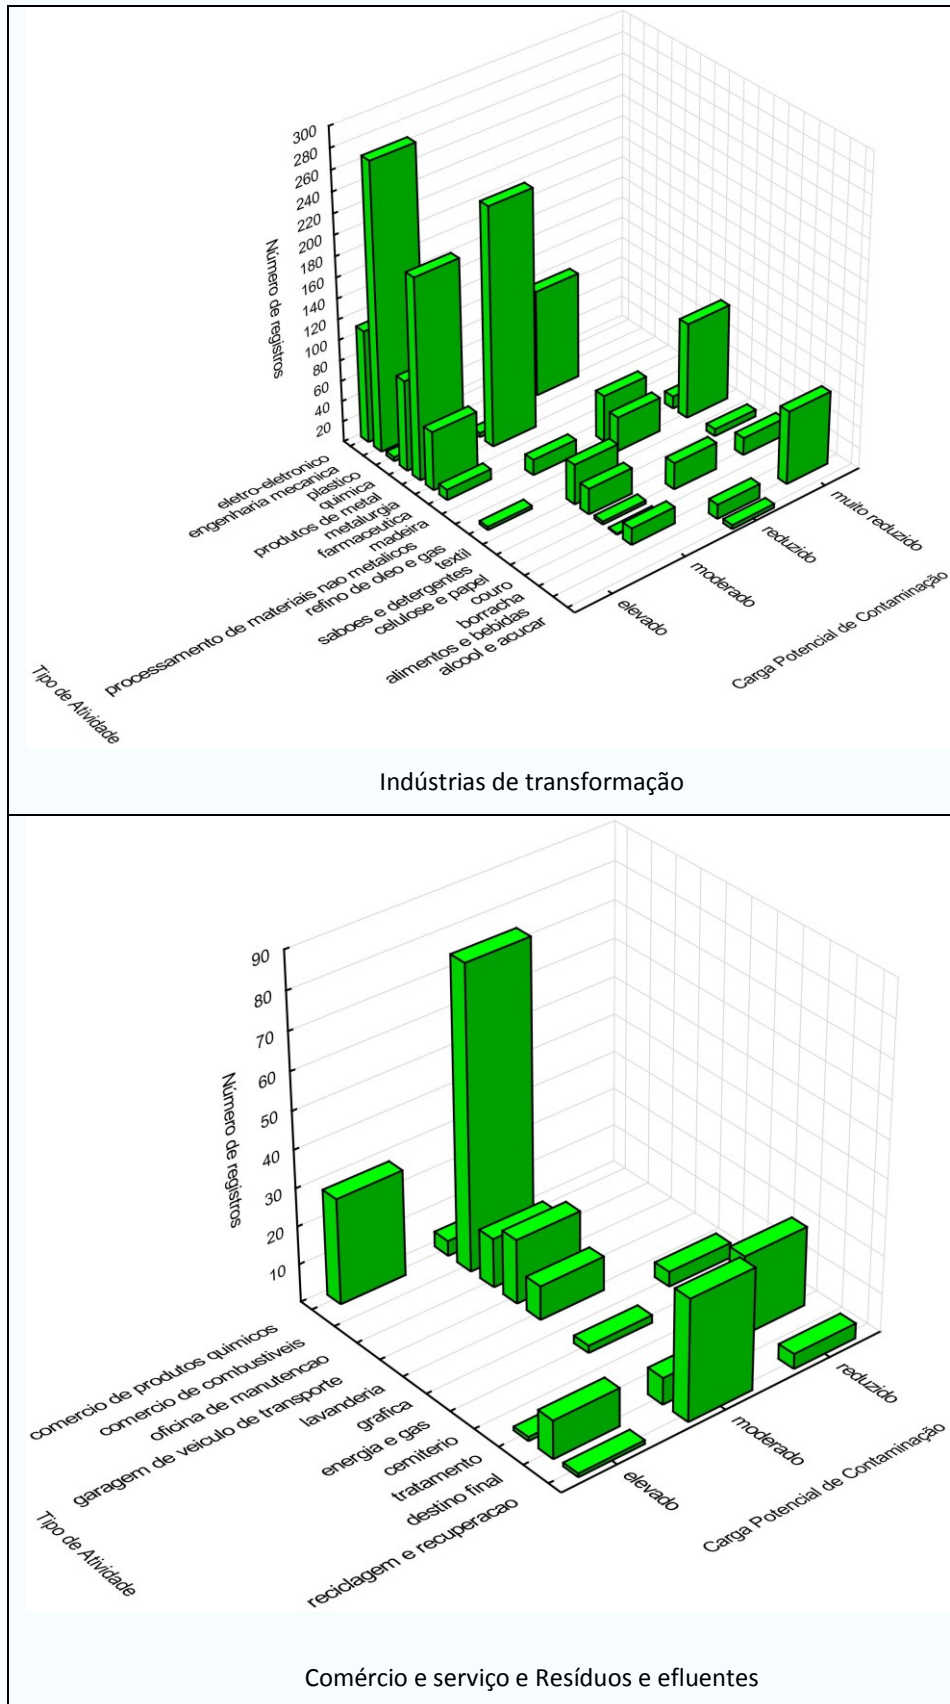 300
280
260
240
220
200
180
160
140
120
100
80
60
40
20
Número de registros
eletro-eletronico
engenharia mecanica
plastico
quimica
produtos de metal
metalurgia
farmaceutica
madeira
processamento de materiais nao metalicos
refino de oleo e gas
textil
saboes e detergentes
celulose e papel
couro
borracha
alimentos e bebidas
alcool e acucar
Tipo de Atividade
elevado
moderado
reduzido
muito reduzido
Carga Potencial de Contaminação
Indústrias de transformação
90
80
70
60
50
40
30
20
10
Número de registros
comercio de produtos quimicos
comercio de combustiveis
oficina de manutencao
garagem de veiculo de transporte
lavanderia
grafica
energia e gas
cemiterio
tratamento
destino final
reciclagem e recuperacao
Tipo de Atividade
elevado
moderado
reduzido
Carga Potencial de Contaminação
Comércio e serviço e Resíduos e efluentes